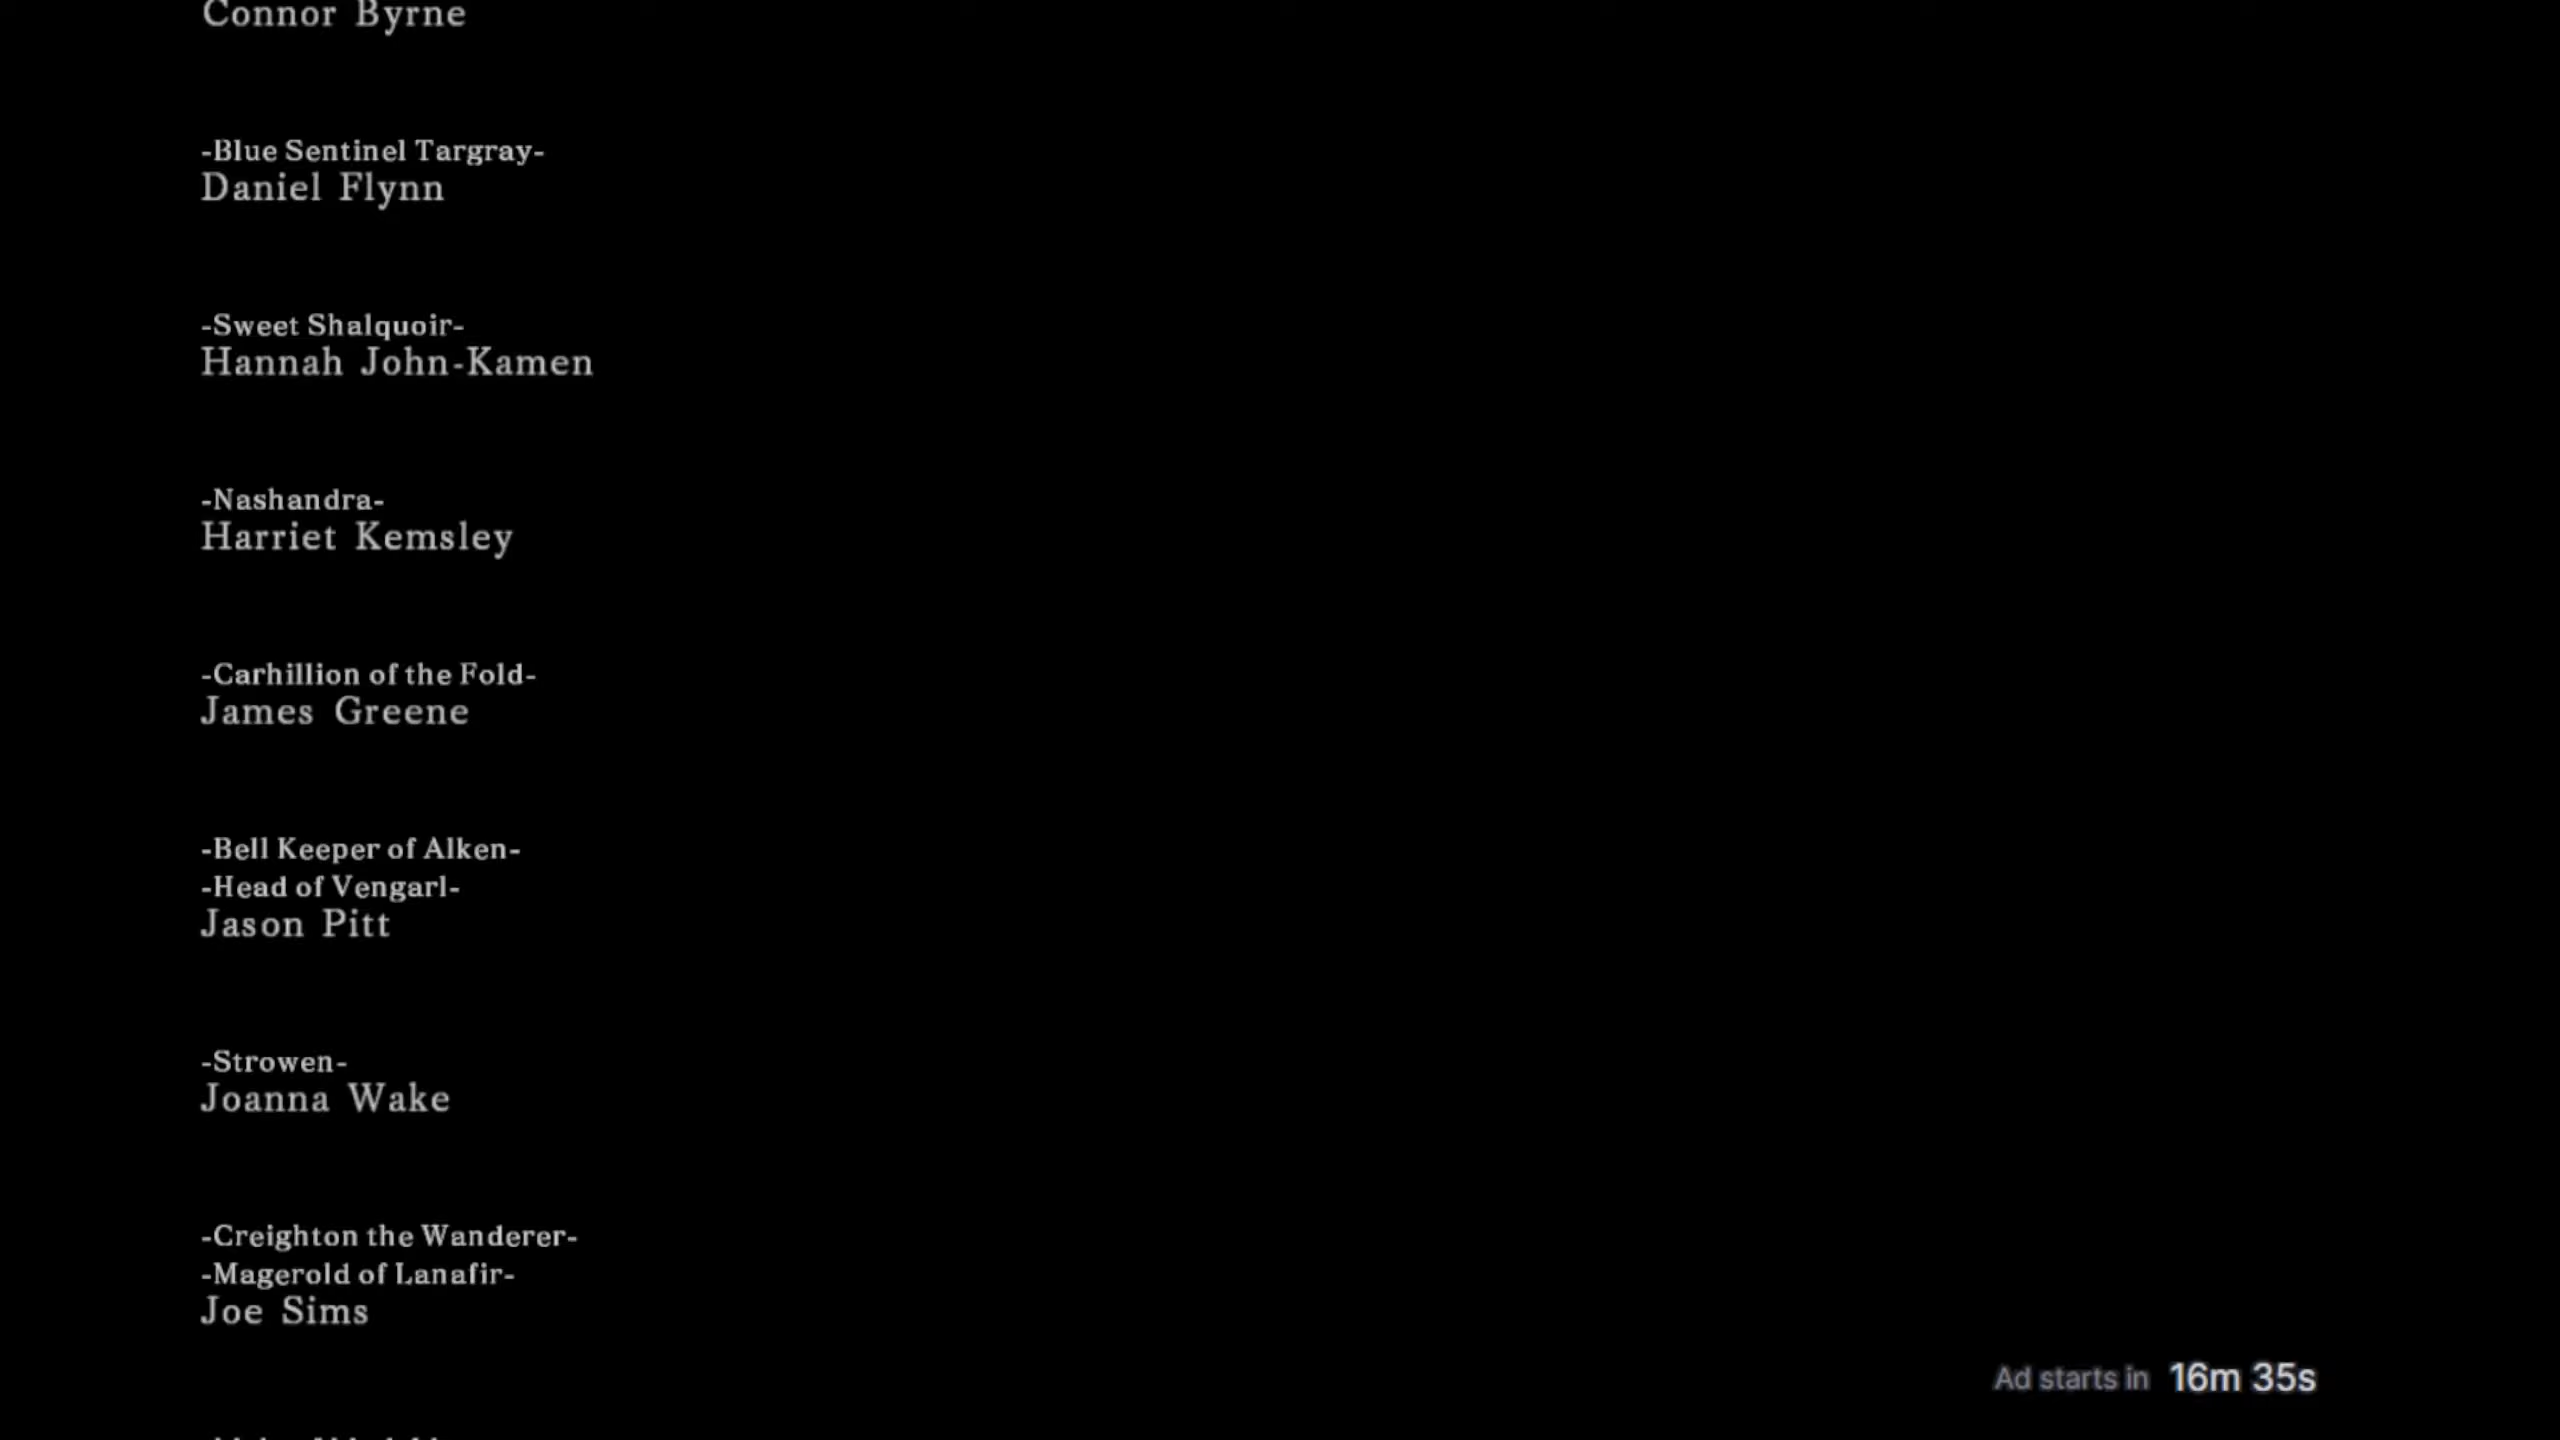 Connor Byrne
-Blue Sentinel Targray-
Daniel Flynn
-Sweet Shalquoir-
Hannah John-Kamen
-Nashandra-
Harriet Kemsley
-Carhillion of the Fold-
James Greene
-Bell Keeper of Alken-
-Head of Vengarl-
Jason Pitt
-Strowen-
Joanna Wake
-Creighton the Wanderer-
-Magerold of Lanafir-
Joe Sims
Ad starts in 16m 35s